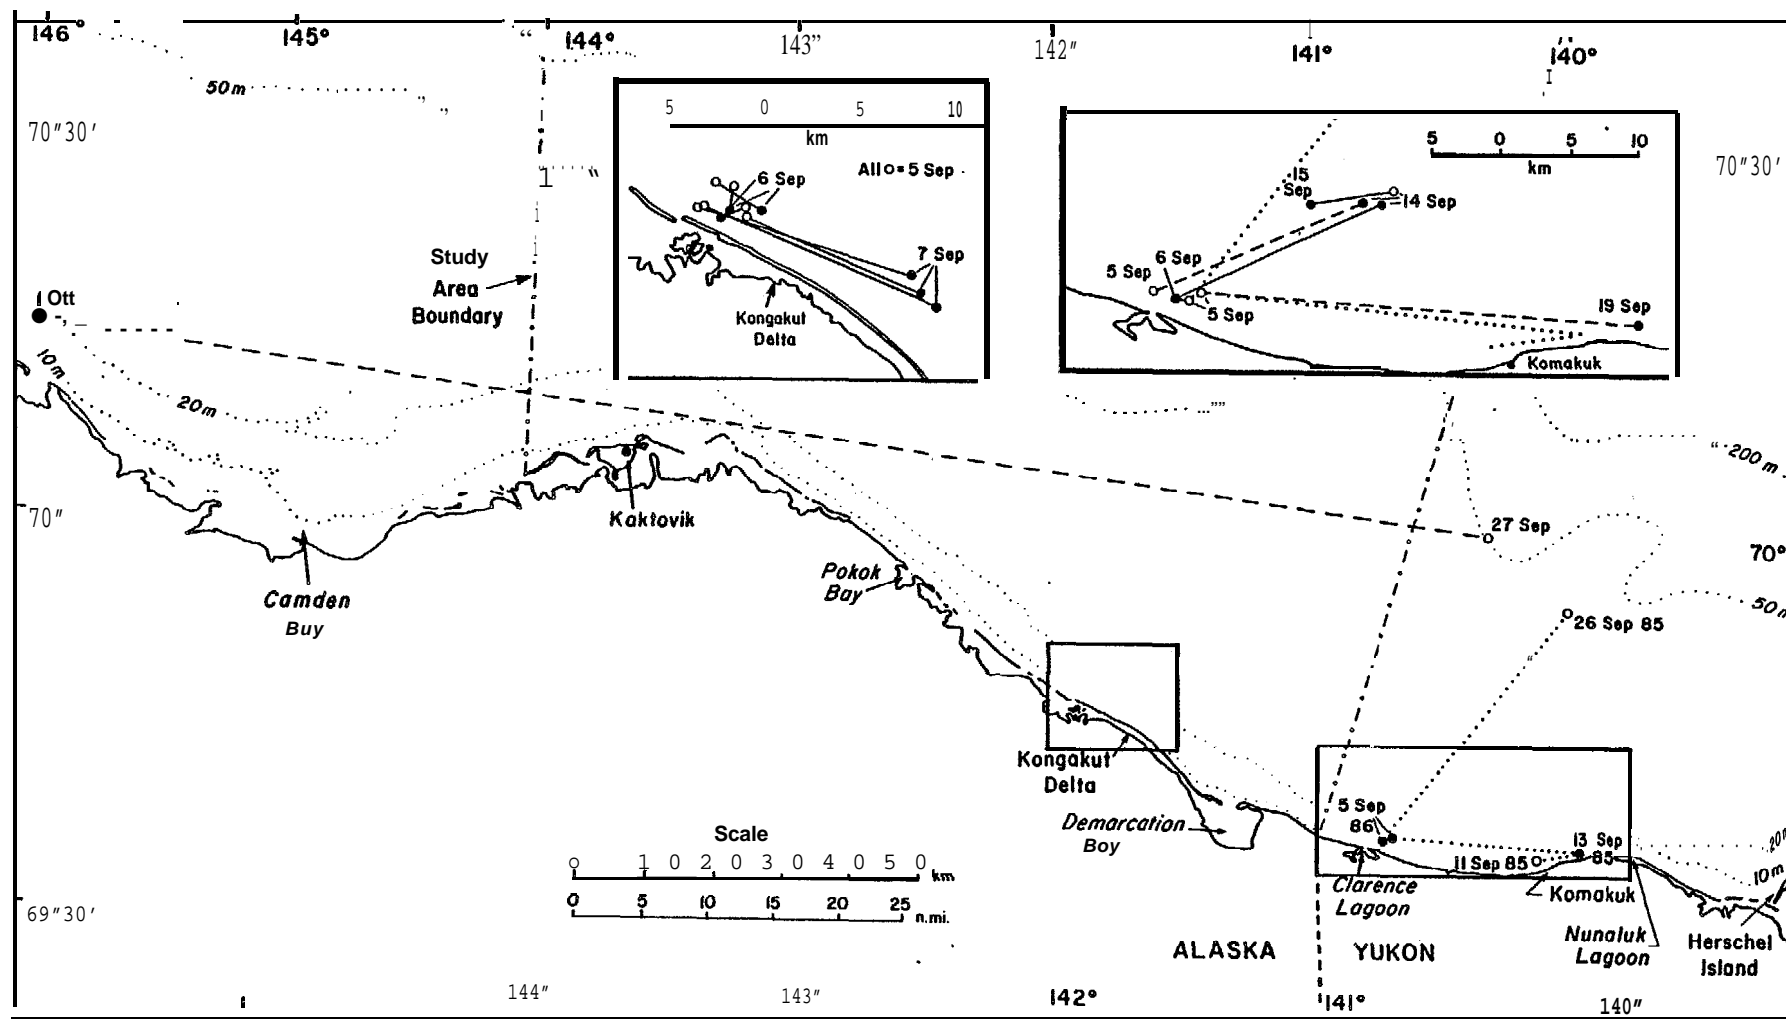 146°
145°
144°
143”
142”
141°
140°
50m
70”30’
70”30’
5 0 5 10
km
All o = 5 Sep
6 Sep
7 Sep
Kongakut
Delta
5 0 5 10
km
15
Sep
14 Sep
6 Sep
5 Sep
5 Sep
19 Sep
Komakuk
Study
Area
Boundary
1 Ott
10m
20m
200m
70”
Kaktovik
27 Sep
70°
Pokok
Bay
Camden
Buy
50m
26 Sep 85
Kongakut
Delta
5 Sep
86
Demarcation
Boy
13 Sep
85
11 Sep 85
20m
10m
Scale
0 10 20 30 40 50
km
0 5 10 15 20 25
n.mi.
Clarence
Lagoon
Komakuk
69”30’
Nunaluk
Lagoon
Herschel
Island
ALASKA
YUKON
144”
143”
142°
141°
140”